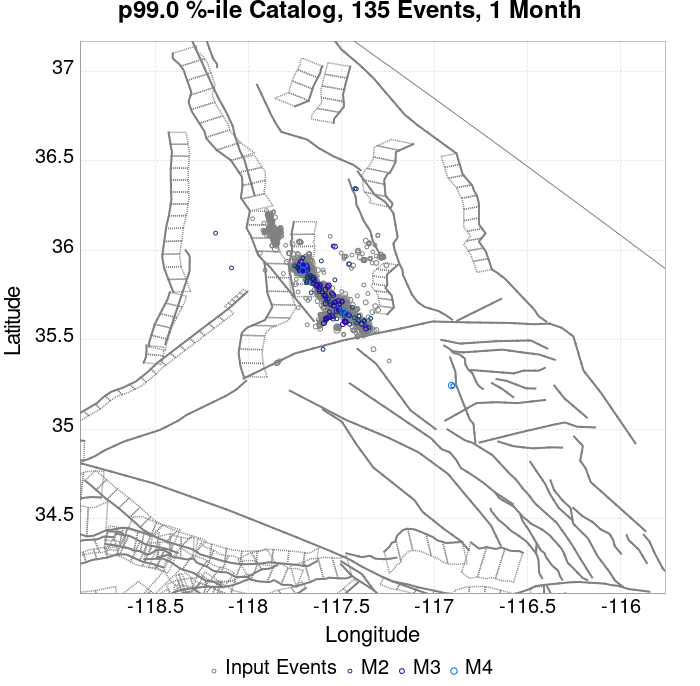 p99.0 %-ile Catalog, 135 Events, 1 Month
37
36.5
36
35.5
35
34.5
Latitude
-118.5 -118 -117.5 -117 -116.5 -116
Longitude
Input Events M2 M3 M4